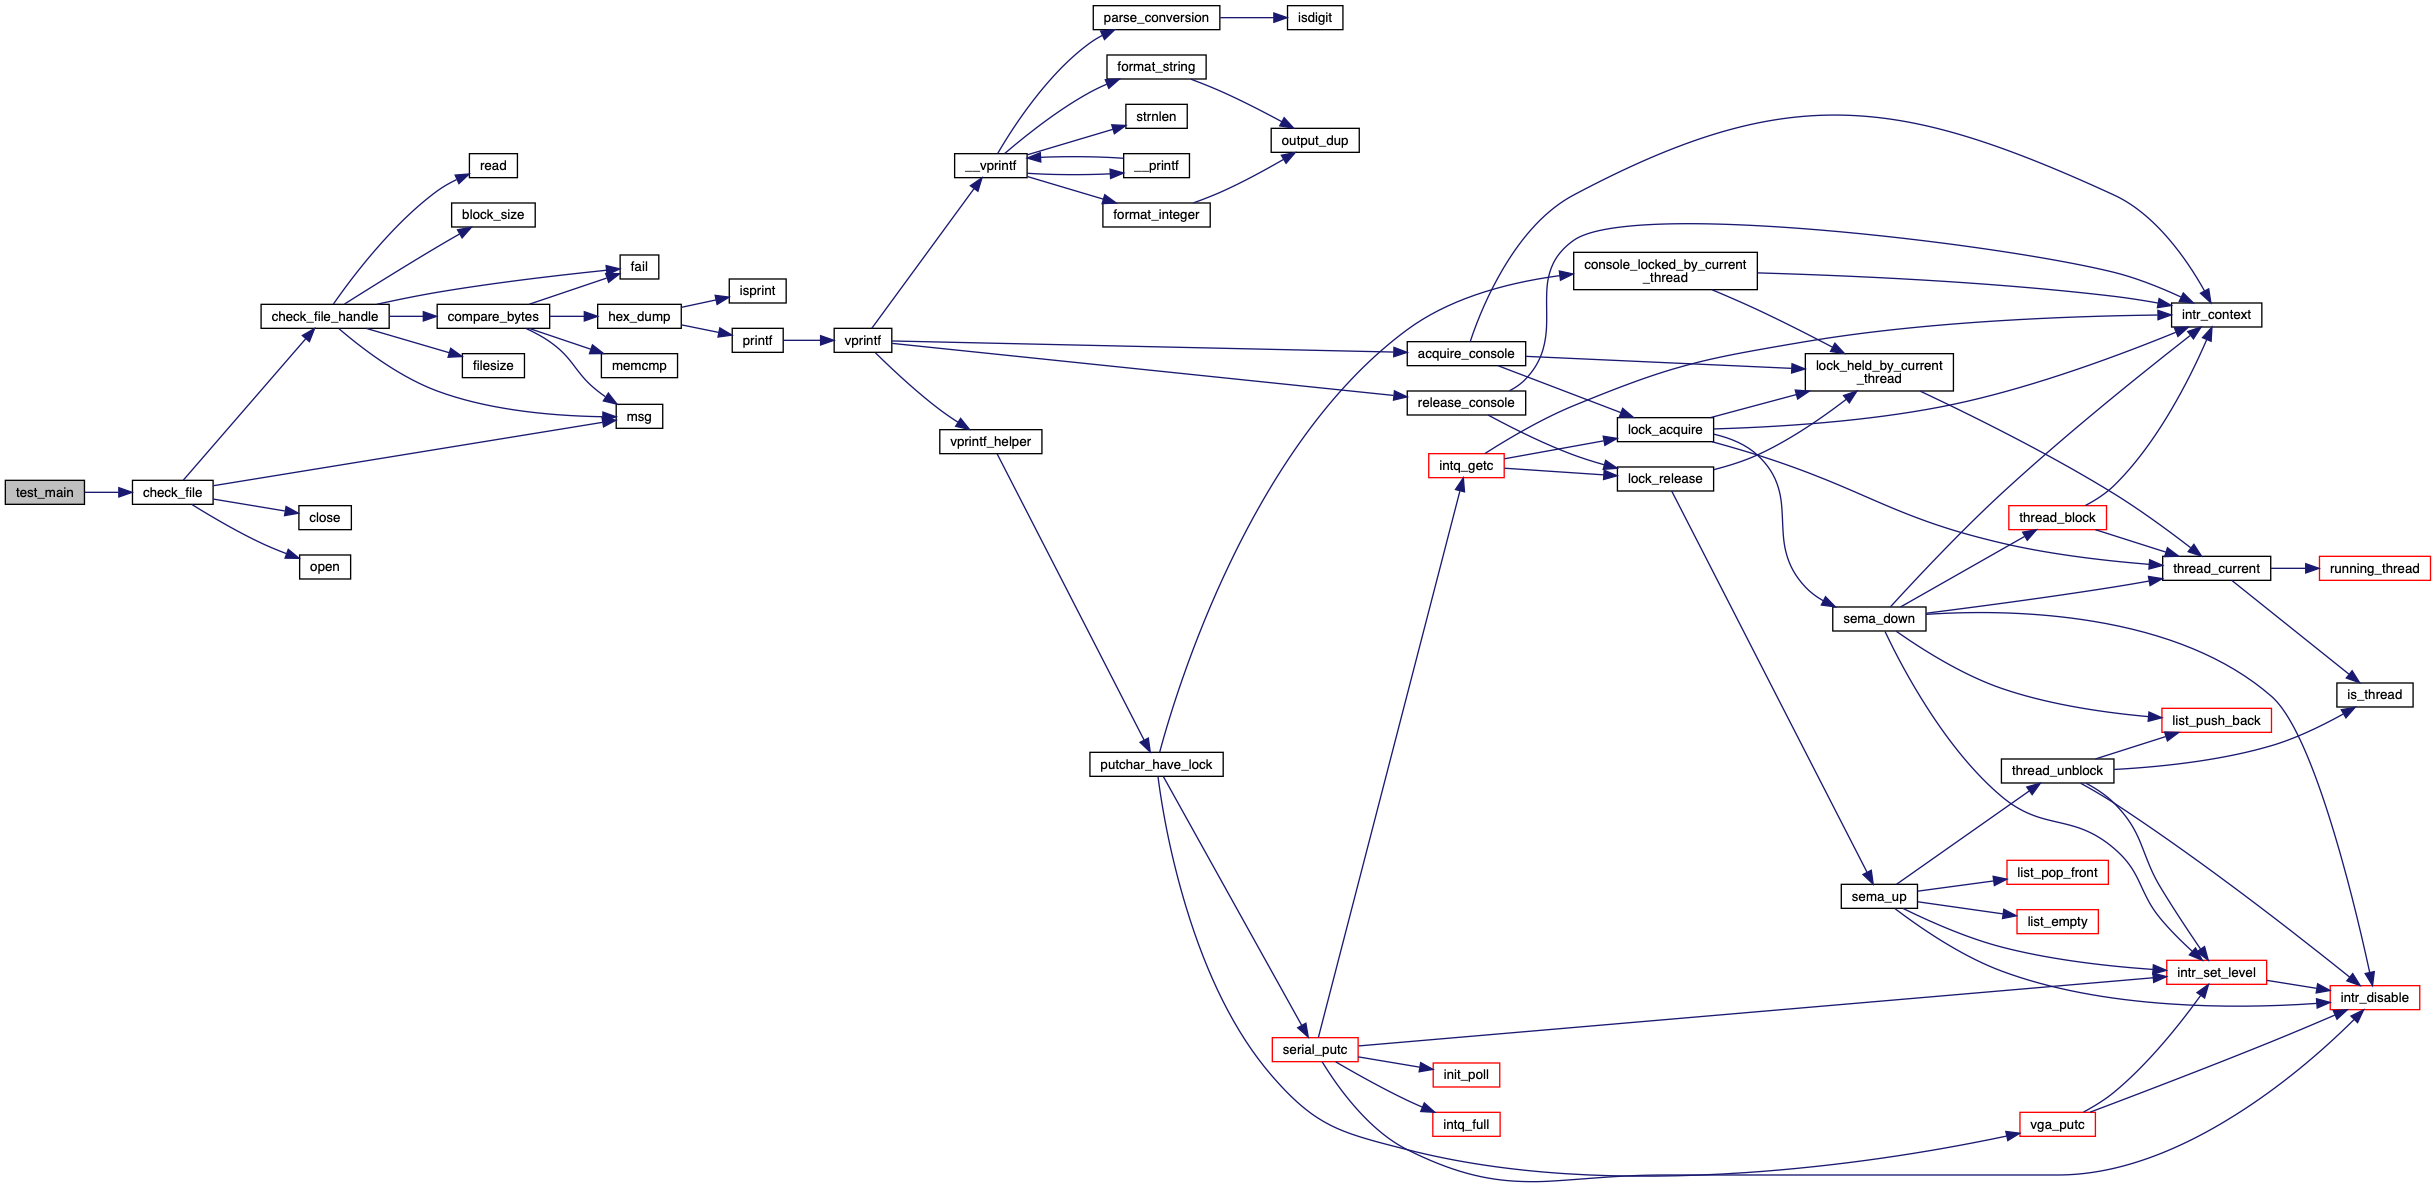 parse_conversion
isdigit
format_string
strnlen
output_dup
read
__vprintf
__printf
block_size
format_integer
fail
console_locked_by_current
_thread
isprint
check_file_handle
compare_bytes
hex_dump
intr_context
printf
vprintf
acquire_console
filesize
memcmp
lock_held_by_current
_thread
release_console
msg
lock_acquire
vprintf_helper
intq_getc
lock_release
test_main
check_file
close
thread_block
open
thread_current
running_thread
sema_down
is_thread
list_push_back
putchar_have_lock
thread_unblock
list_pop_front
sema_up
list_empty
intr_set_level
intr_disable
serial_putc
init_poll
intq_full
vga_putc